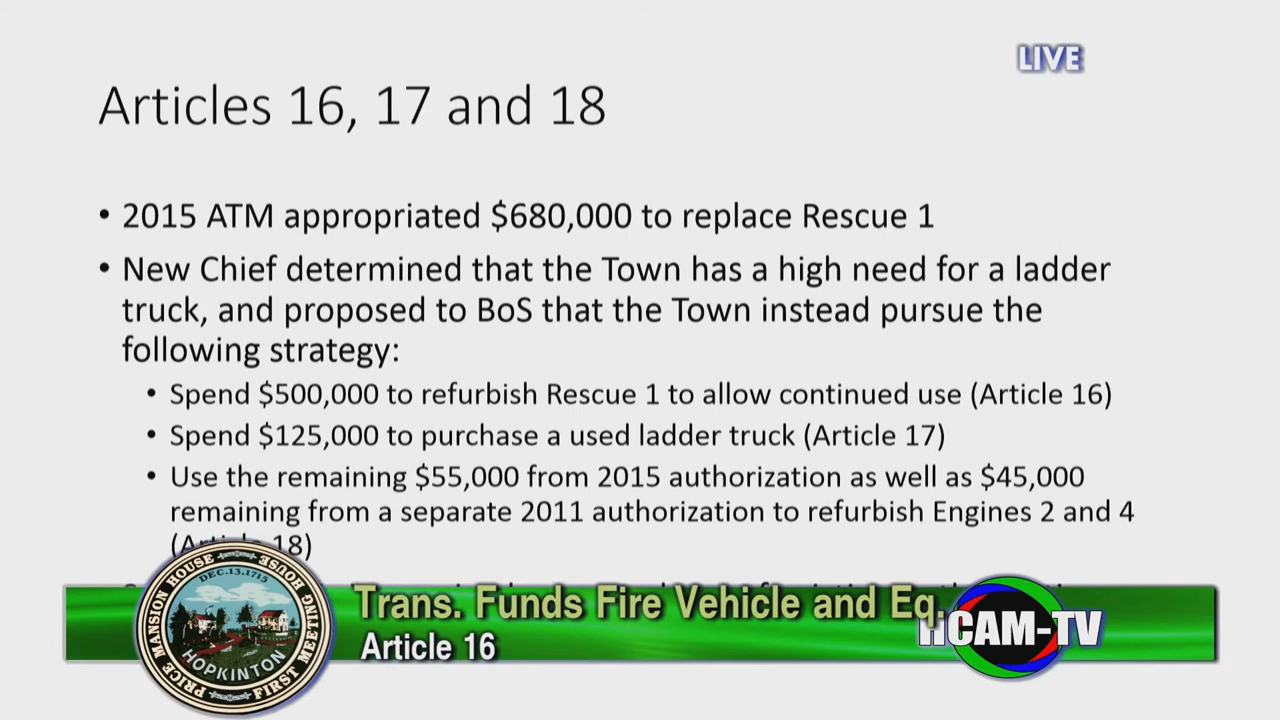 LIVE
Articles 16, 17 and 18
• 2015 ATM appropriated $680,000 to replace Rescue 1
• New Chief determined that the Town has a high need for a ladder
truck, and proposed to BoS that the Town instead pursue the
following strategy:
• Spend $500,000 to refurbish Rescue 1 to allow continued use (Article 16)
• Spend $125,000 to purchase a used ladder truck (Article 17)
• Use the remaining $55,000 from 2015 authorization as well as $45,000
remaining from a separate 2011 authorization to refurbish Engines 2 and 4
(Article 18)
Trans. Funds Fire Vehicle and Eq.
Article 16
HCAM-TV
PRICE MANSION HOUSE
HOUSE FIRST MEETING
DEC.13.1715
HOPKINTON